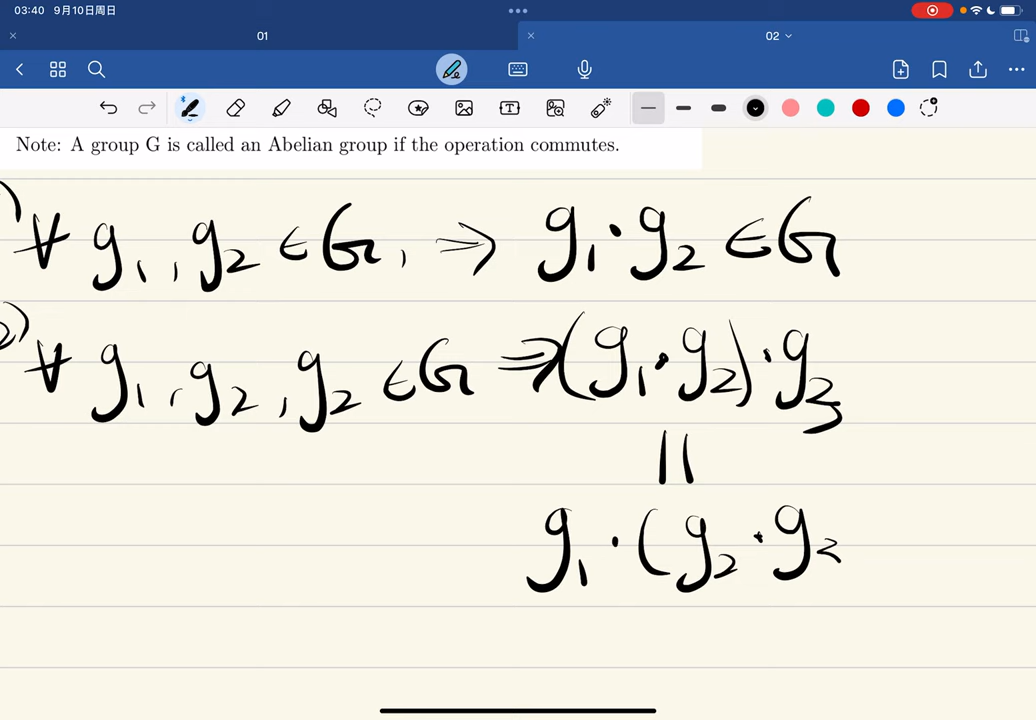 03:40 9月10日周日
01 02
Note: A group G is called an Abelian group if the operation commutes.
1) ∀ g₁, g₂ ∈ G, ⇒ g₁·g₂ ∈ G
2) ∀ g₁, g₂, g₂ ∈ G ⇒ (g₁·g₂)·g₃
||
g₁·(g₂·g₂